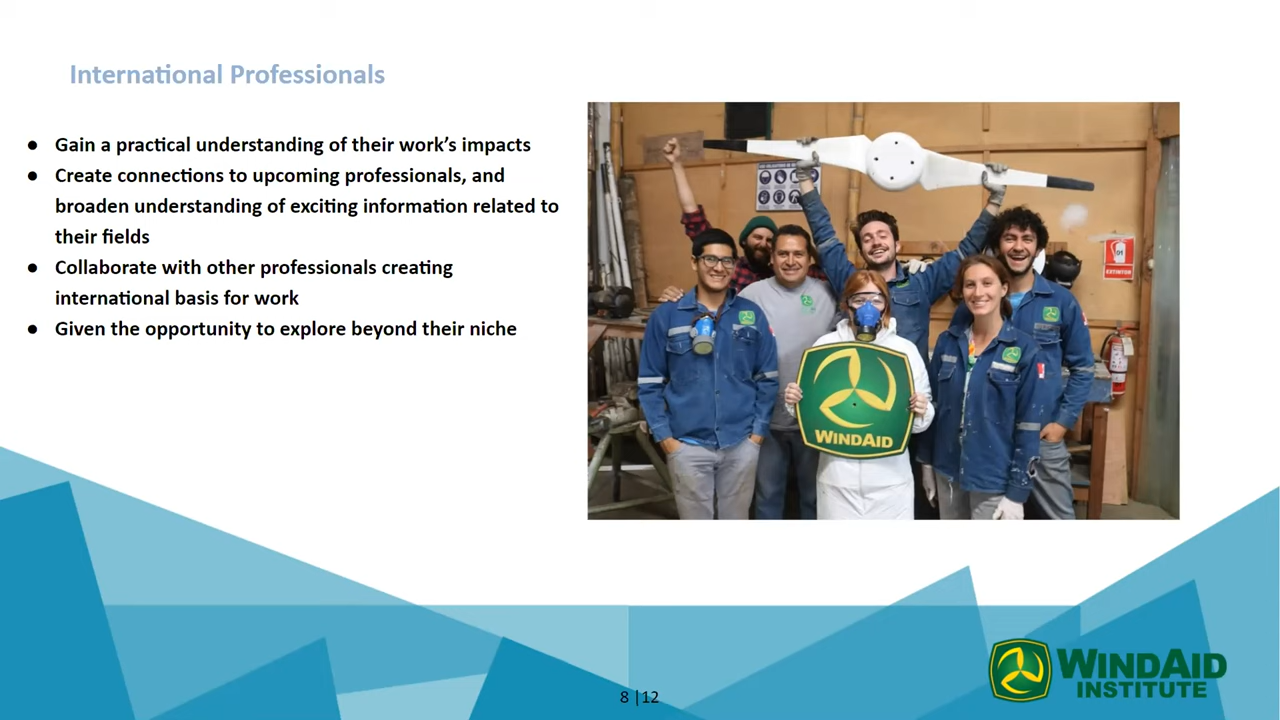 International Professionals
● Gain a practical understanding of their work's impacts
● Create connections to upcoming professionals, and
broaden understanding of exciting information related to
their fields
● Collaborate with other professionals creating
international basis for work
● Given the opportunity to explore beyond their niche
01
EXTINTOR
WINDAID
8 |12
WINDAID
INSTITUTE